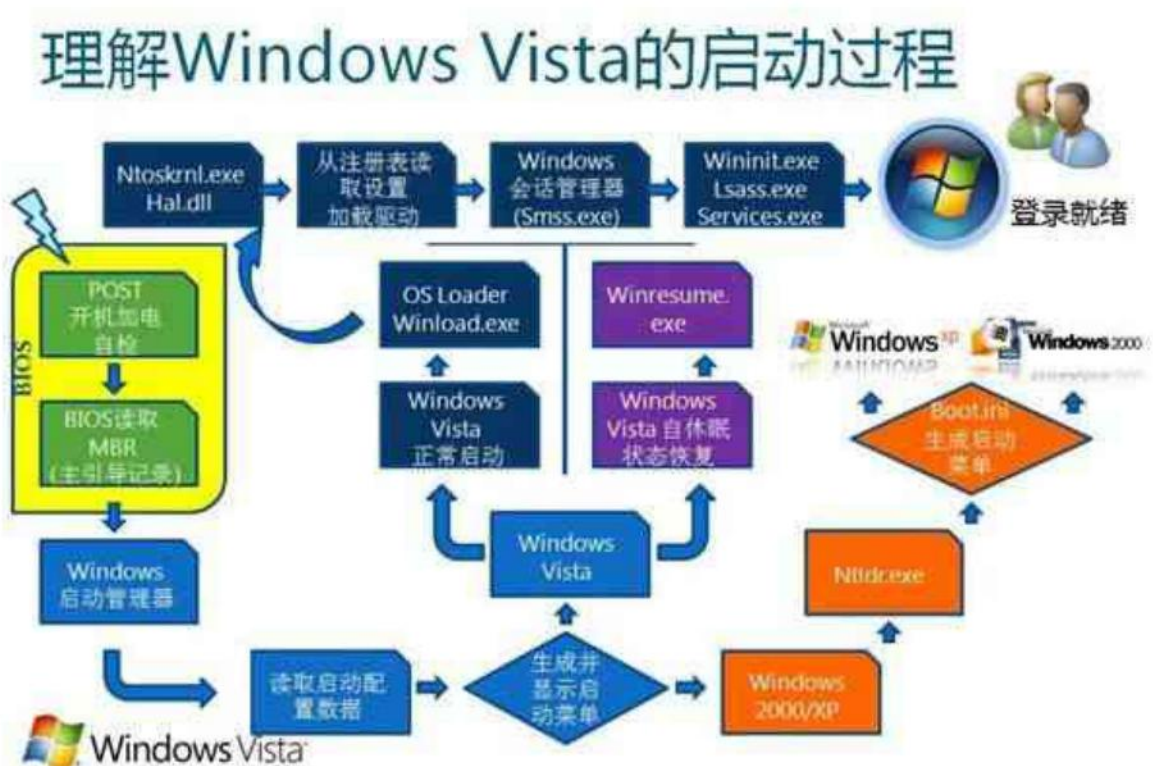 理解Windows Vista的启动过程
Ntoskrnl.exe
Hal.dll
从注册表读
取设置
加载驱动
Windows
会话管理器
(Smss.exe)
Wininit.exe
Lsass.exe
Services.exe
登录就绪
BIOS
POST
开机加电
自检
BIOS读取
MBR
(主引导记录)
OS Loader
Winload.exe
Winresume.
exe
Microsoft
Windows xp
Windows 2000
Windows
Vista
正常启动
Windows
Vista 自休眠
状态恢复
Boot.ini
生成启动
菜单
Windows
启动管理器
Windows
Vista
Ntldr.exe
读取启动配
置数据
生成并
显示启
动菜单
Windows
2000/XP
Windows Vista